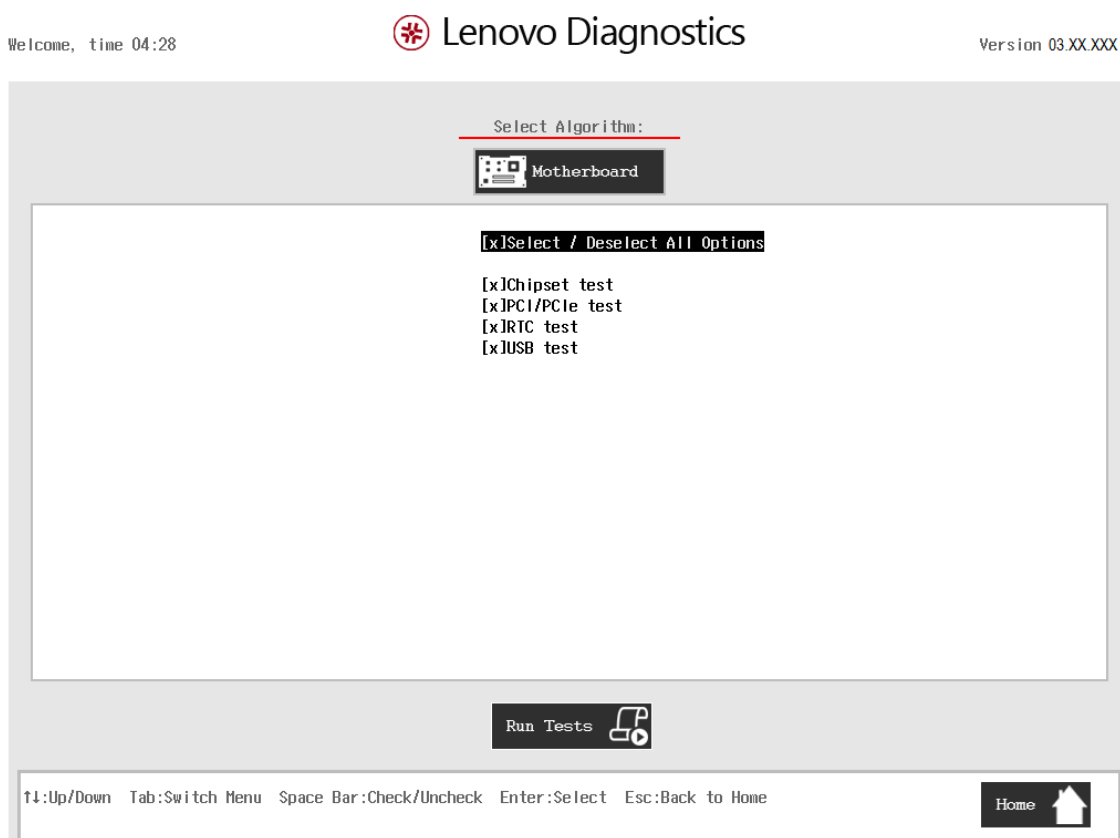 Welcome, time 04:28
Lenovo Diagnostics
Version 03.XX.XXX
Select Algorithm:
Motherboard
[x]Select / Deselect All Options
[x]Chipset test
[x]PCI/PCIe test
[x]RTC test
[x]USB test
Run Tests
↑↓:Up/Down Tab:Switch Menu Space Bar:Check/Uncheck Enter:Select Esc:Back to Home
Home